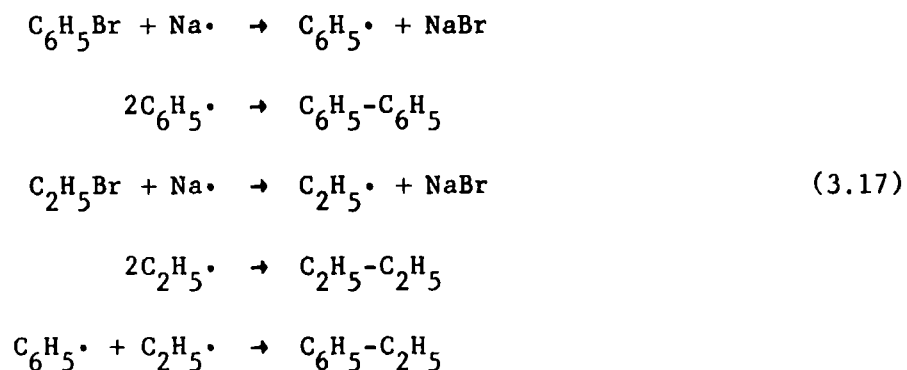 C₆H₅Br + Na· → C₆H₅· + NaBr
2C₆H₅· → C₆H₅-C₆H₅
C₂H₅Br + Na· → C₂H₅· + NaBr (3.17)
2C₂H₅· → C₂H₅-C₂H₅
C₆H₅· + C₂H₅· → C₆H₅-C₂H₅